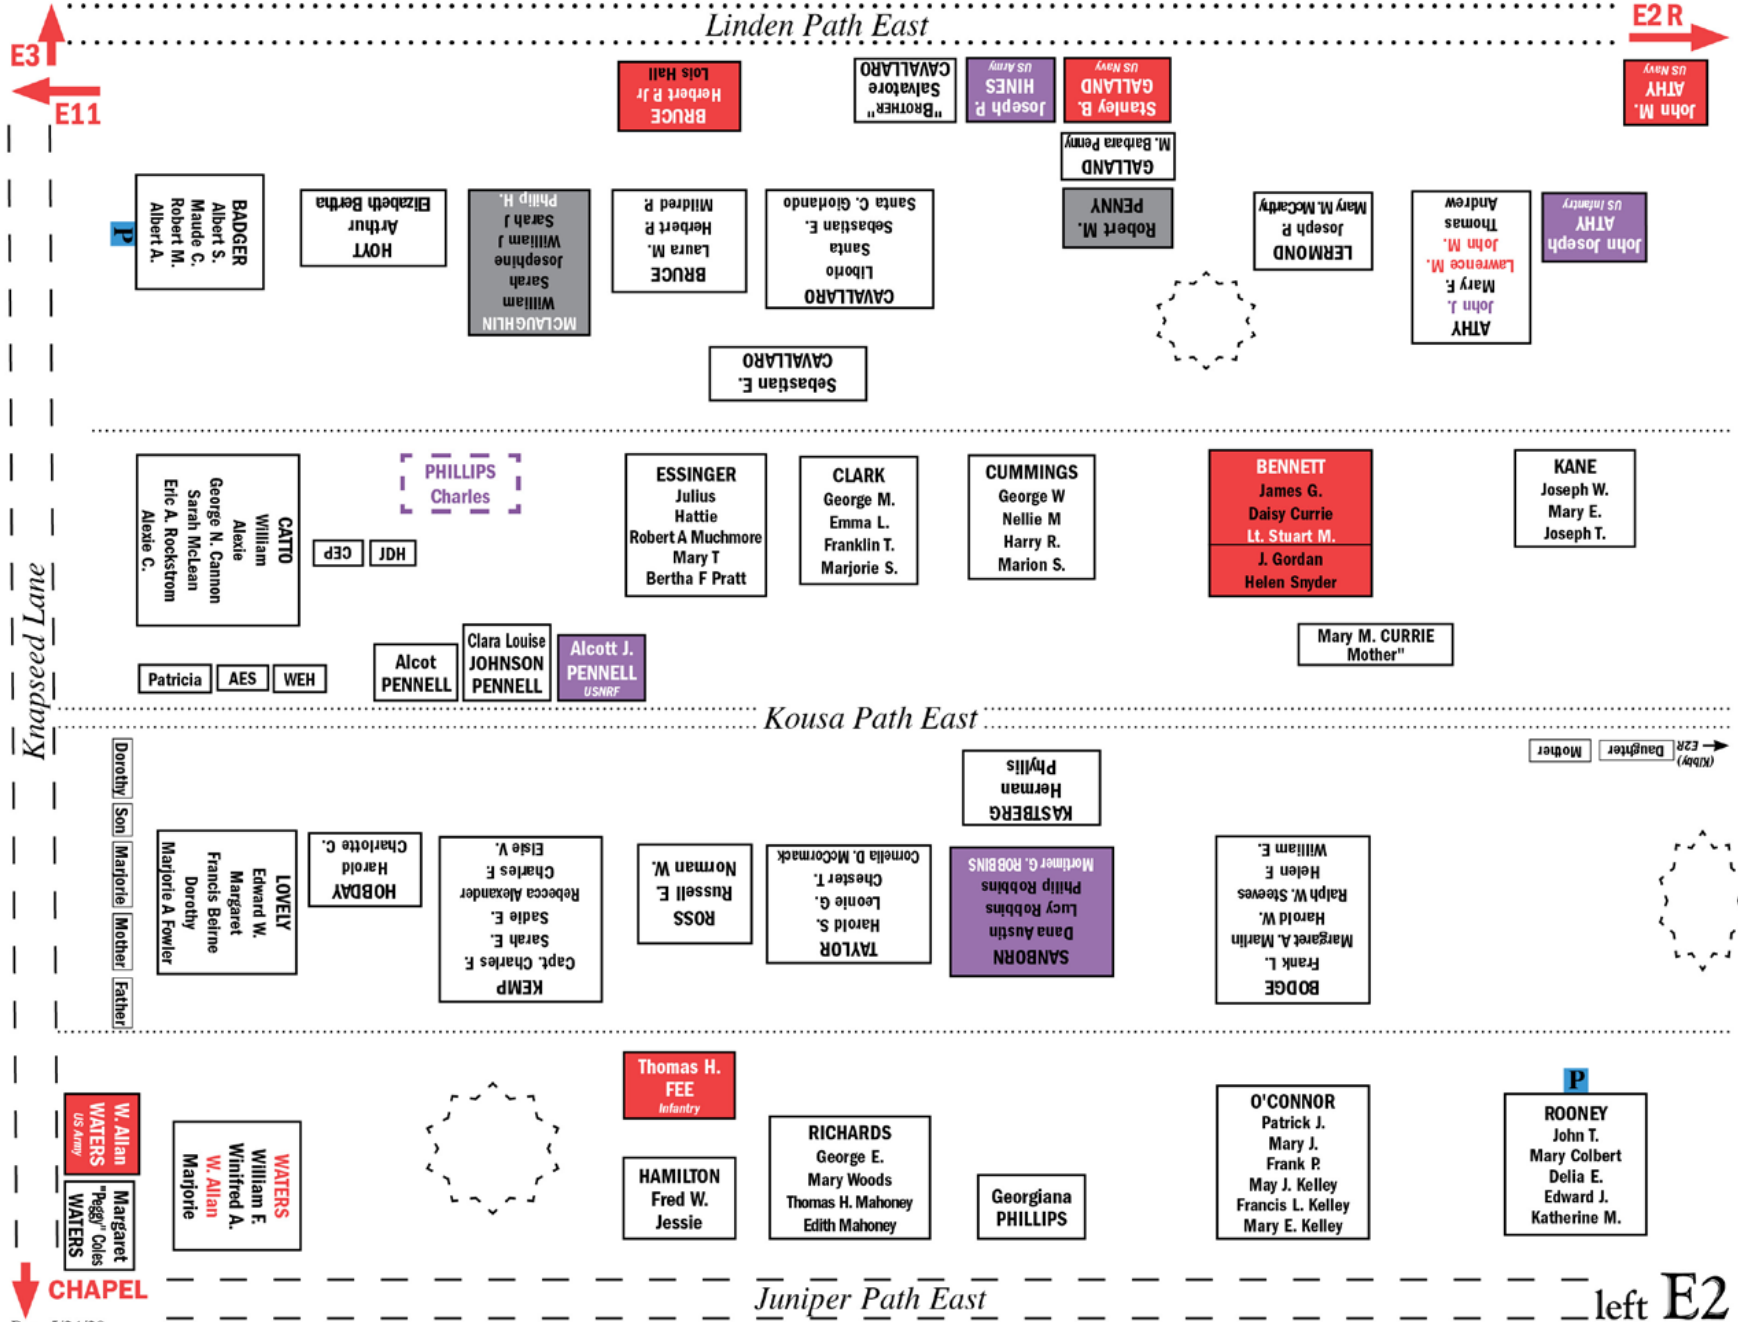 Linden Path East
E2 R
E3
E11
BRUCE
Herbert P. Jr
Lois Hall
"BROTHER"
Salvatore
CAVALLARO
Joseph P.
HINES
US Army
Stanley B.
GALLAND
US Navy
John M.
ATHY
US Navy
GALLAND
M. Barbara Penny
P
BADGER
Albert S.
Maude C.
Robert M.
Albert A.
HOYT
Arthur
Elizabeth Bertha
MCLAUGHLIN
William
Sarah
Josephine
William J
Sarah J
Philip H.
BRUCE
Laura M.
Herbert P.
Mildred P.
CAVALLARO
Liborio
Santa
Sebastian E.
Santa C. Giorlando
Robert M.
PENNY
LERMOND
Joseph P.
Mary M. McCarthy
ATHY
John J.
Mary F.
Lawrence M.
John M.
Thomas
Andrew
John Joseph
ATHY
US Infantry
Sebastian E.
CAVALLARO
CATTO
William
Alexie
George N. Cannon
Sarah McLean
Eric A. Rockstrom
Alexie C.
PHILLIPS
Charles
CEP
JDH
ESSINGER
Julius
Hattie
Robert A Muchmore
Mary T
Bertha F Pratt
CLARK
George M.
Emma L.
Franklin T.
Marjorie S.
CUMMINGS
George W
Nellie M
Harry R.
Marion S.
BENNETT
James G.
Daisy Currie
Lt. Stuart M.
J. Gordan
Helen Snyder
KANE
Joseph W.
Mary E.
Joseph T.
Mary M. CURRIE
Mother"
Patricia
AES
WEH
Alcot
PENNELL
Clara Louise
JOHNSON
PENNELL
Alcott J.
PENNELL
USNRF
Knapseed Lane
Kousa Path East
Dorothy
Son
Marjorie
Mother
Father
KASTBERG
Herman
Phyllis
Mother
Daughter
(Kibby)
E2R
LOVELY
Edward W.
Margaret
Francis Beirne
Dorothy
Marjorie A Fowler
HOBDAY
Harold
Charlotte C.
KEMP
Capt. Charles F.
Sarah E.
Sadie E.
Rebecca Alexander
Charles F.
Elsie V.
ROSS
Russell E.
Norman W.
TAYLOR
Harold S.
Leonie G.
Chester T.
Cornelia D. McCormack
SANBORN
Dana Austin
Lucy Robbins
Philip Robbins
Mortimer G. ROBBINS
BODGE
Frank L.
Margaret A. Martin
Harold W.
Ralph W. Steeves
Helen E
William E.
W. Allan
WATERS
US Army
Margaret
"Peggy" Coles
WATERS
WATERS
William F.
Winifred A.
W. Allan
Marjorie
Thomas H.
FEE
Infantry
HAMILTON
Fred W.
Jessie
RICHARDS
George E.
Mary Woods
Thomas H. Mahoney
Edith Mahoney
Georgiana
PHILLIPS
O'CONNOR
Patrick J.
Mary J.
Frank P.
May J. Kelley
Francis L. Kelley
Mary E. Kelley
P
ROONEY
John T.
Mary Colbert
Delia E.
Edward J.
Katherine M.
CHAPEL
Juniper Path East
left E2